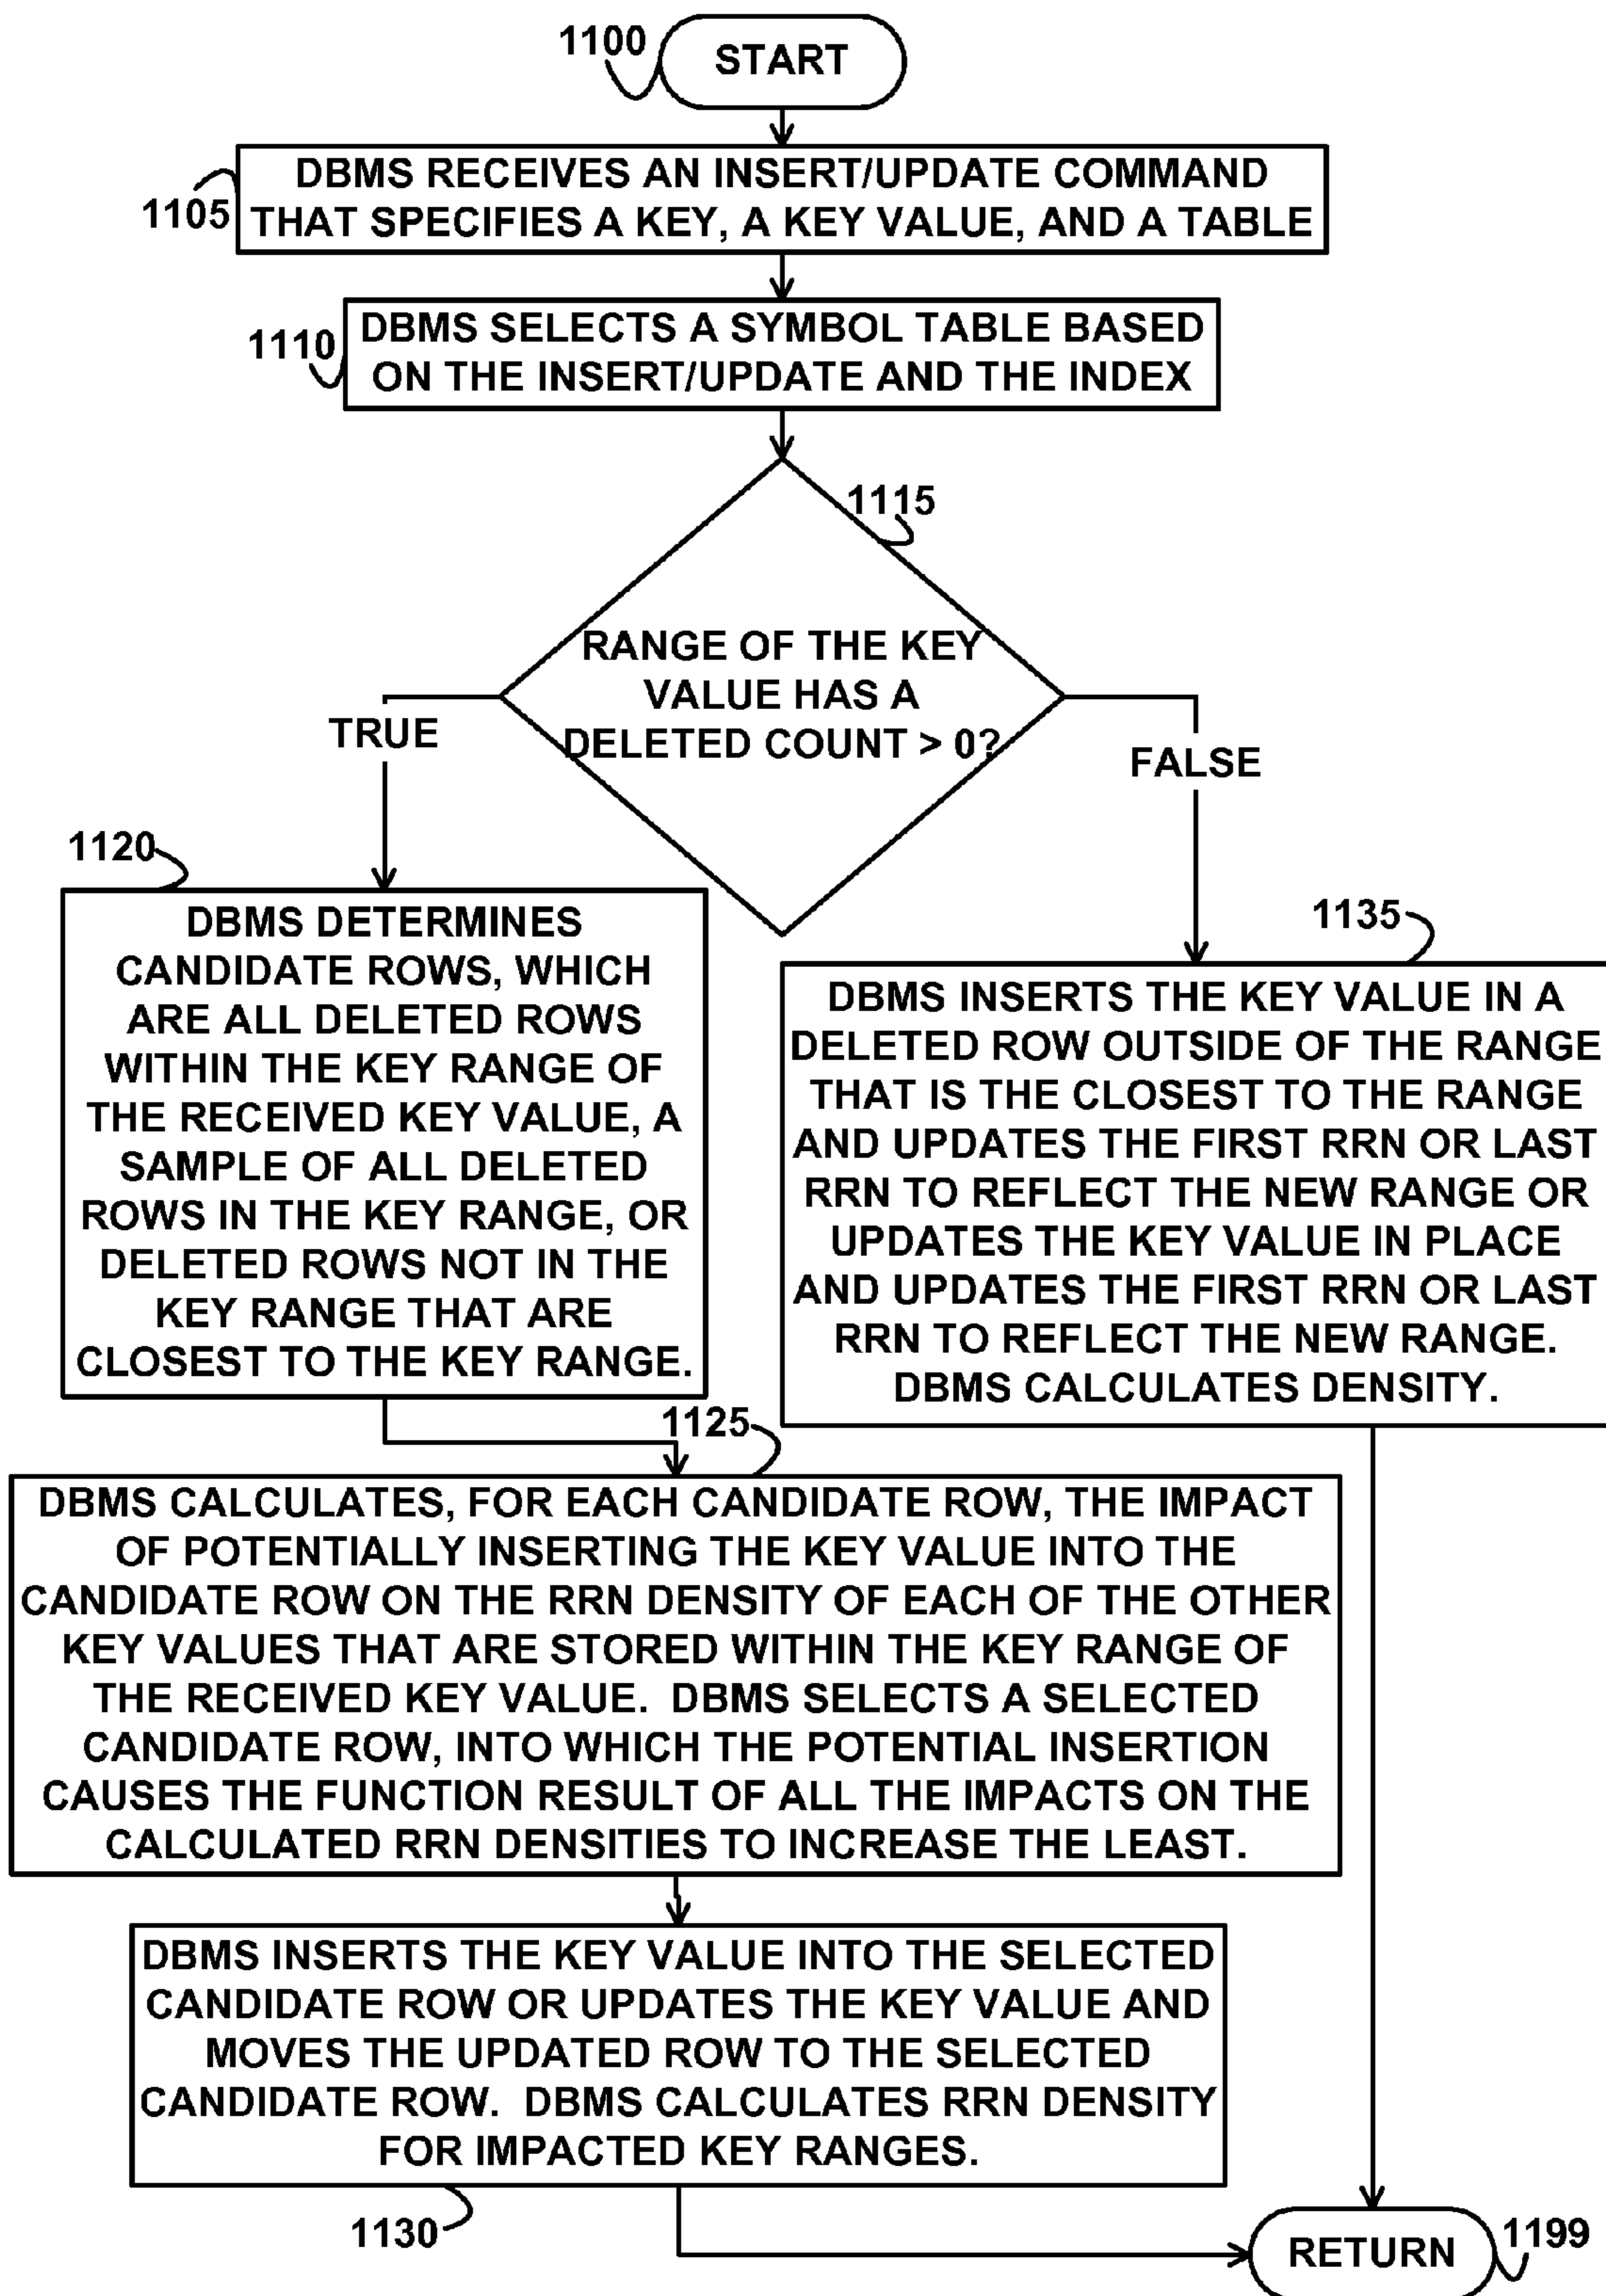 1100
START
DBMS RECEIVES AN INSERT/UPDATE COMMAND
THAT SPECIFIES A KEY, A KEY VALUE, AND A TABLE
1105
DBMS SELECTS A SYMBOL TABLE BASED
ON THE INSERT/UPDATE AND THE INDEX
1110
1115
RANGE OF THE KEY
VALUE HAS A
DELETED COUNT > 0?
TRUE
FALSE
1120
DBMS DETERMINES
CANDIDATE ROWS, WHICH
ARE ALL DELETED ROWS
WITHIN THE KEY RANGE OF
THE RECEIVED KEY VALUE, A
SAMPLE OF ALL DELETED
ROWS IN THE KEY RANGE, OR
DELETED ROWS NOT IN THE
KEY RANGE THAT ARE
CLOSEST TO THE KEY RANGE.
1135
DBMS INSERTS THE KEY VALUE IN A
DELETED ROW OUTSIDE OF THE RANGE
THAT IS THE CLOSEST TO THE RANGE
AND UPDATES THE FIRST RRN OR LAST
RRN TO REFLECT THE NEW RANGE OR
UPDATES THE KEY VALUE IN PLACE
AND UPDATES THE FIRST RRN OR LAST
RRN TO REFLECT THE NEW RANGE.
DBMS CALCULATES DENSITY.
1125
DBMS CALCULATES, FOR EACH CANDIDATE ROW, THE IMPACT
OF POTENTIALLY INSERTING THE KEY VALUE INTO THE
CANDIDATE ROW ON THE RRN DENSITY OF EACH OF THE OTHER
KEY VALUES THAT ARE STORED WITHIN THE KEY RANGE OF
THE RECEIVED KEY VALUE. DBMS SELECTS A SELECTED
CANDIDATE ROW, INTO WHICH THE POTENTIAL INSERTION
CAUSES THE FUNCTION RESULT OF ALL THE IMPACTS ON THE
CALCULATED RRN DENSITIES TO INCREASE THE LEAST.
DBMS INSERTS THE KEY VALUE INTO THE SELECTED
CANDIDATE ROW OR UPDATES THE KEY VALUE AND
MOVES THE UPDATED ROW TO THE SELECTED
CANDIDATE ROW. DBMS CALCULATES RRN DENSITY
FOR IMPACTED KEY RANGES.
1130
RETURN
1199